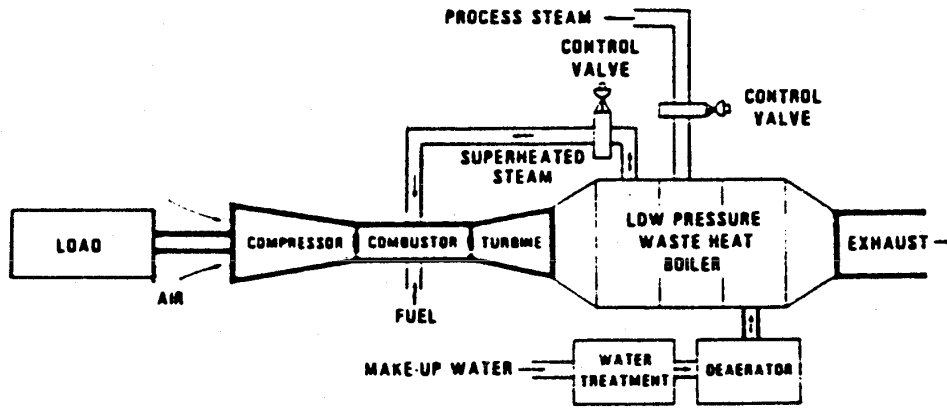 PROCESS STEAM
CONTROL
VALVE
CONTROL
VALVE
SUPERHEATED
STEAM
LOAD
COMPRESSOR
COMBUSTOR
TURBINE
LOW PRESSURE
WASTE HEAT
BOILER
EXHAUST
AIR
FUEL
MAKE-UP WATER
WATER
TREATMENT
DEAERATOR